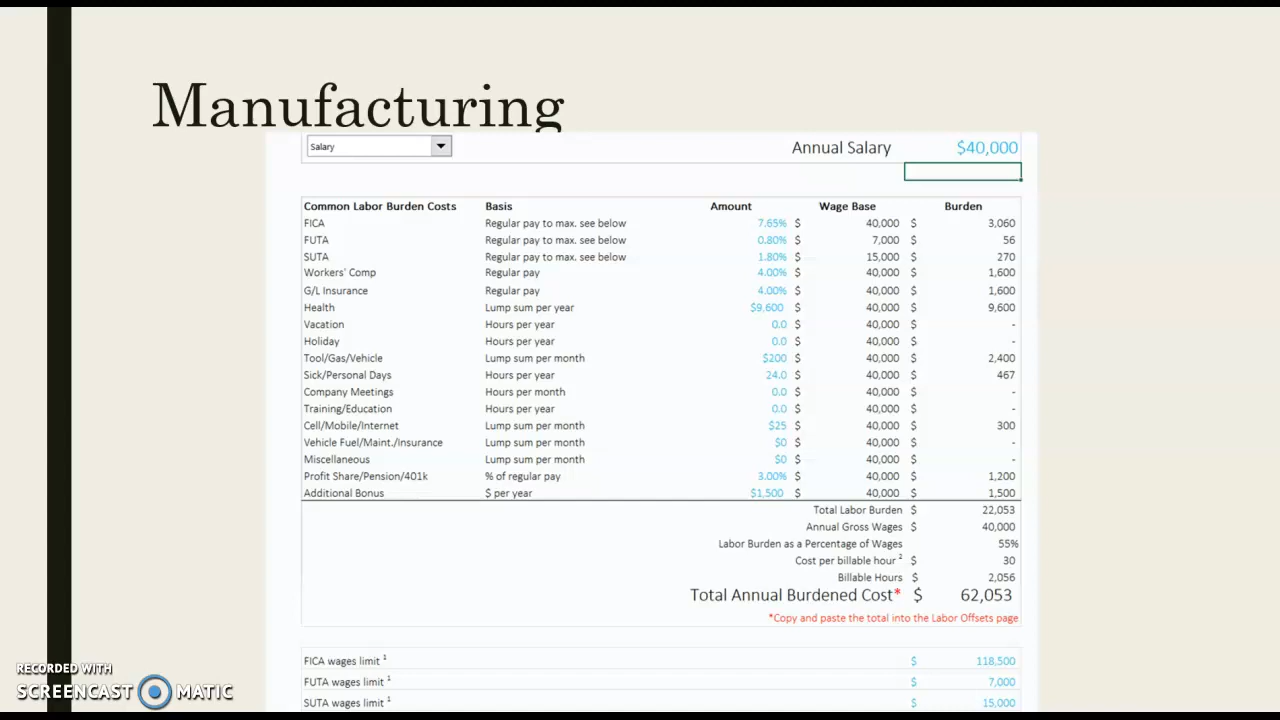 Manufacturing
Salary Annual Salary $40,000
Common Labor Burden Costs Basis Amount Wage Base Burden
FICA Regular pay to max. see below 7.65% $ 40,000 $ 3,060
FUTA Regular pay to max. see below 0.80% $ 7,000 $ 56
SUTA Regular pay to max. see below 1.80% $ 15,000 $ 270
Workers' Comp Regular pay 4.00% $ 40,000 $ 1,600
G/L Insurance Regular pay 4.00% $ 40,000 $ 1,600
Health Lump sum per year $9,600 $ 40,000 $ 9,600
Vacation Hours per year 0.0 $ 40,000 $ -
Holiday Hours per year 0.0 $ 40,000 $ -
Tool/Gas/Vehicle Lump sum per month $200 $ 40,000 $ 2,400
Sick/Personal Days Hours per year 24.0 $ 40,000 $ 467
Company Meetings Hours per month 0.0 $ 40,000 $ -
Training/Education Hours per year 0.0 $ 40,000 $ -
Cell/Mobile/Internet Lump sum per month $25 $ 40,000 $ 300
Vehicle Fuel/Maint./Insurance Lump sum per month $0 $ 40,000 $ -
Miscellaneous Lump sum per month $0 $ 40,000 $ -
Profit Share/Pension/401k % of regular pay 3.00% $ 40,000 $ 1,200
Additional Bonus $ per year $1,500 $ 40,000 $ 1,500
Total Labor Burden $ 22,053
Annual Gross Wages $ 40,000
Labor Burden as a Percentage of Wages 55%
Cost per billable hour 2 $ 30
Billable Hours $ 2,056
Total Annual Burdened Cost* $ 62,053
*Copy and paste the total into the Labor Offsets page
FICA wages limit 1 $ 118,500
FUTA wages limit 1 $ 7,000
SUTA wages limit 1 $ 15,000
RECORDED WITH
SCREENCAST MATIC